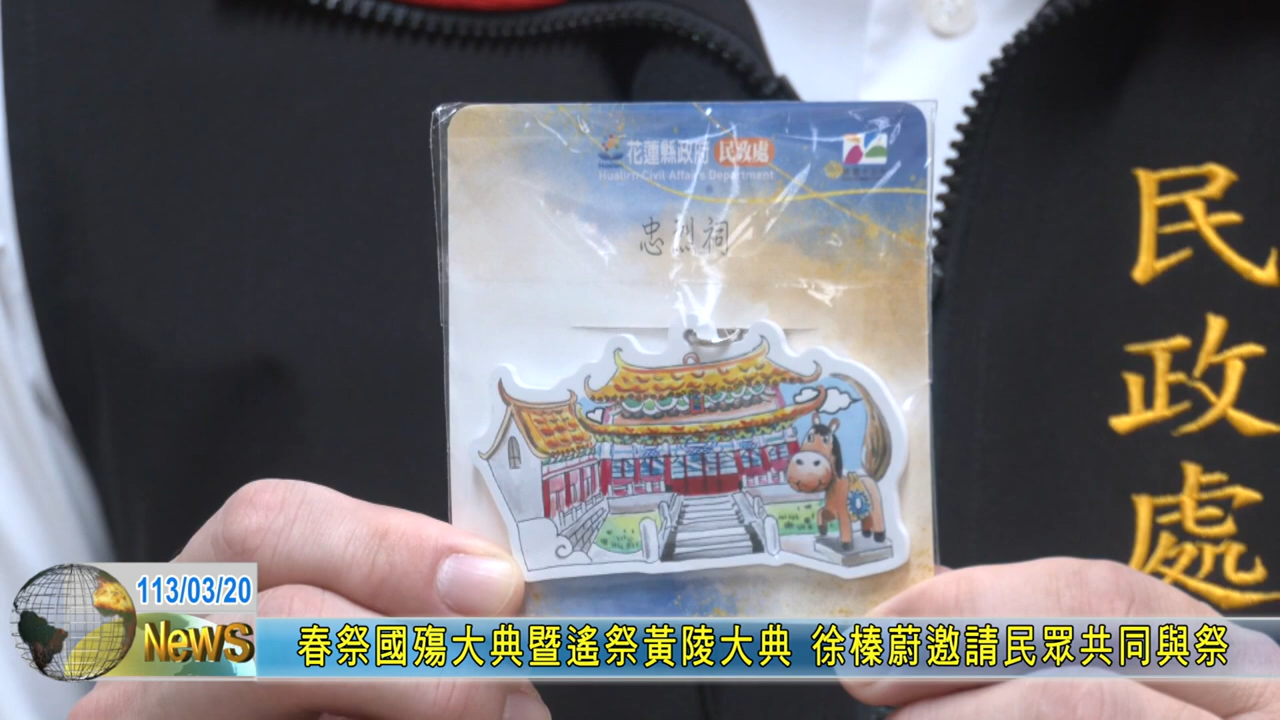 花蓮縣政府 民政處
Hualien Civil Affairs Department
忠烈祠
民政處
113/03/20
News
春祭國殤大典暨遙祭黃陵大典 徐榛蔚邀請民眾共同與祭